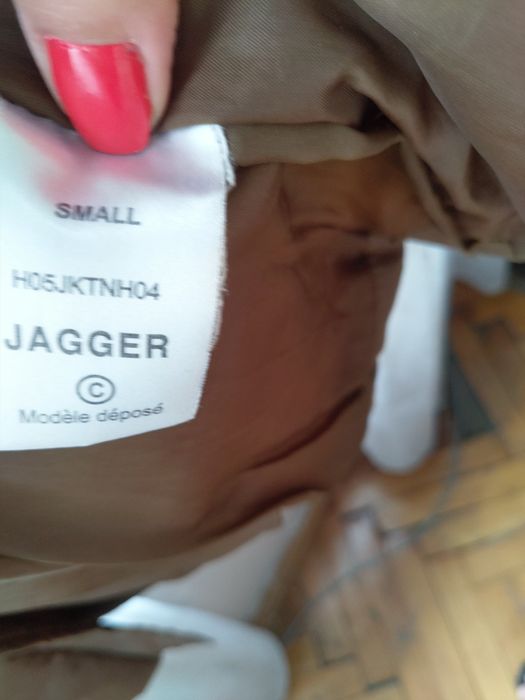 SMALL
H05JKTNH04
JAGGER
©
Modèle déposé